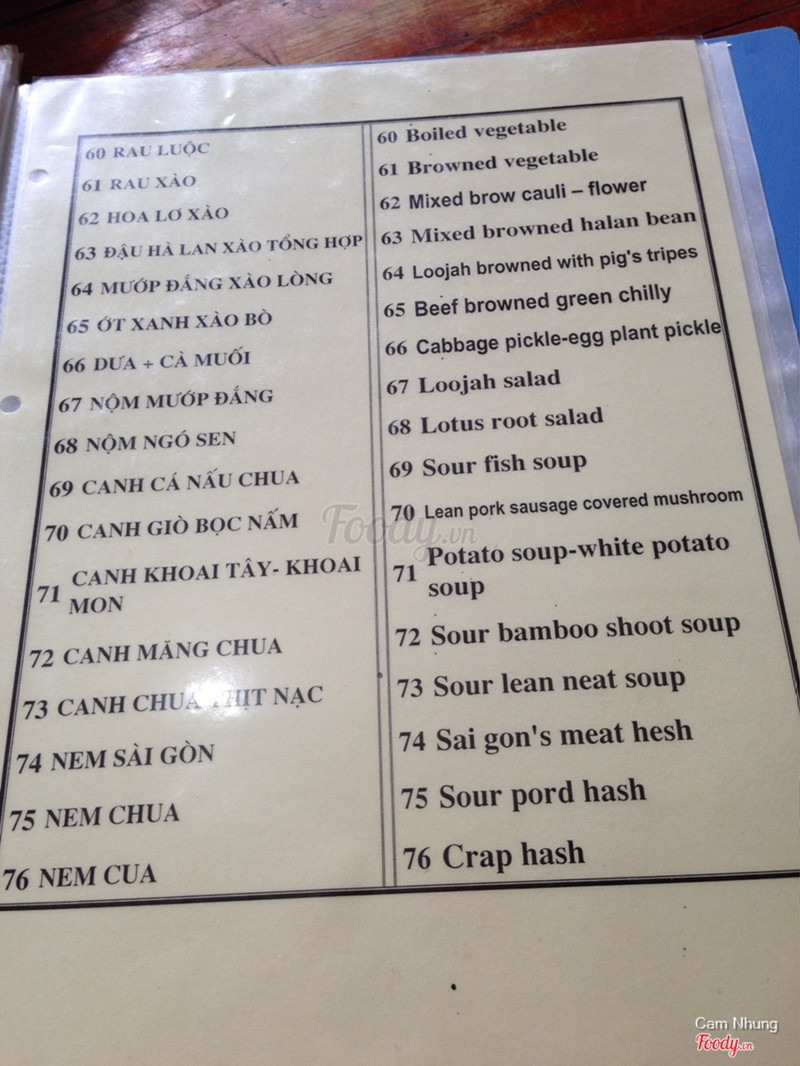 60 RAU LUỘC
61 RAU XÀO
62 HOA LƠ XÀO
63 ĐẬU HÀ LAN XÀO TỔNG HỢP
64 MƯỚP ĐẮNG XÀO LÒNG
65 ỚT XANH XÀO BÒ
66 DƯA + CÀ MUỐI
67 NỘM MƯỚP ĐẮNG
68 NỘM NGÓ SEN
69 CANH CÁ NẤU CHUA
70 CANH GIÒ BỌC NẤM
71 CANH KHOAI TÂY- KHOAI
MON
72 CANH MĂNG CHUA
73 CANH CHUA THỊT NẠC
74 NEM SÀI GÒN
75 NEM CHUA
76 NEM CUA
60 Boiled vegetable
61 Browned vegetable
62 Mixed brow cauli – flower
63 Mixed browned halan bean
64 Loojah browned with pig's tripes
65 Beef browned green chilly
66 Cabbage pickle-egg plant pickle
67 Loojah salad
68 Lotus root salad
69 Sour fish soup
70 Lean pork sausage covered mushroom
71 Potato soup-white potato
soup
72 Sour bamboo shoot soup
73 Sour lean neat soup
74 Sai gon's meat hesh
75 Sour pord hash
76 Crap hash
Foody.vn
Cam Nhung
Foody.vn